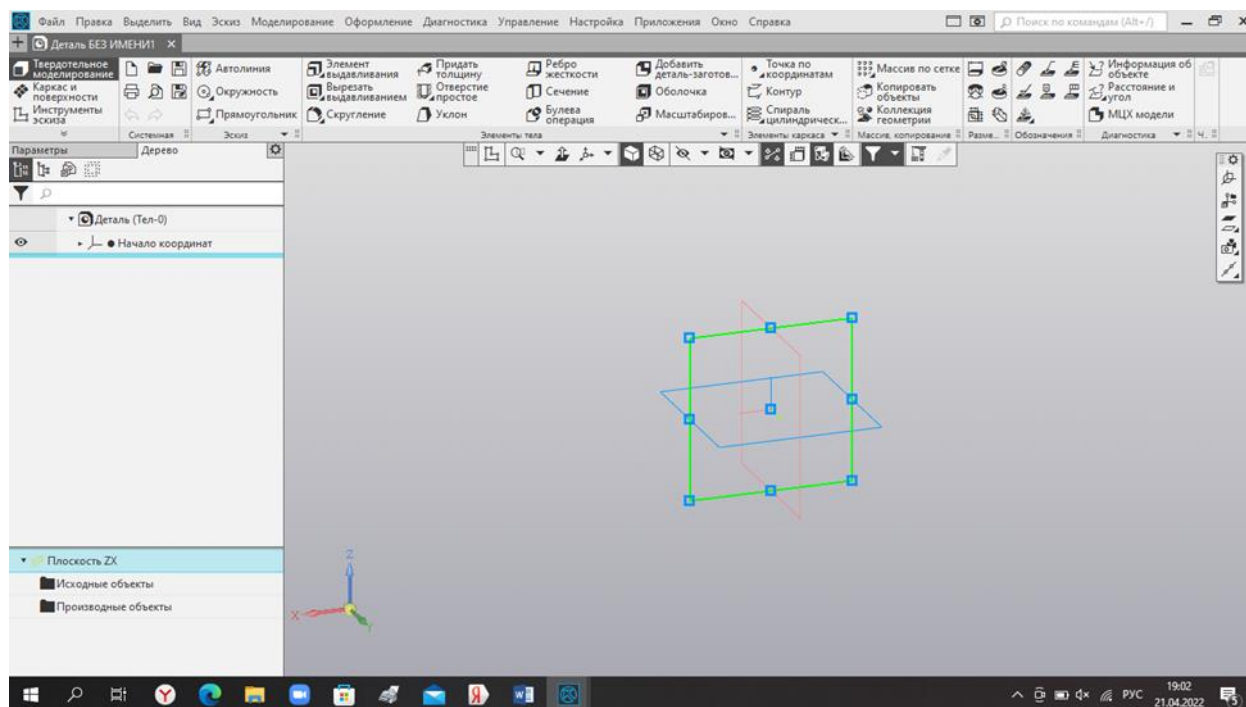 Файл Правка Выделить Вид Эскиз Моделирование Оформление Диагностика Управление Настройка Приложения Окно Справка
Поиск по командам (Alt+/)
Деталь БЕЗ ИМЕНИ1
Твердотельное моделирование
Каркас и поверхности
Инструменты эскиза
Системная
Автолиния
Окружность
Прямоугольник
Эскиз
Элемент выдавливания
Вырезать выдавливанием
Скругление
Придать толщину
Отверстие простое
Уклон
Ребро жесткости
Сечение
Булева операция
Добавить деталь-заготов...
Оболочка
Масштабиров...
Элементы тела
Точка по координатам
Контур
Спираль цилиндрическ...
Элементы каркаса
Массив по сетке
Копировать объекты
Коллекция геометрии
Массив, копирование
Разме...
Обозначения
Информация об объекте
Расстояние и угол
МЦХ модели
Диагностика
Ч...
Параметры
Дерево
Деталь (Тел-0)
Начало координат
Плоскость ZX
Исходные объекты
Производные объекты
Z
X
Y
РУС
19:02
21.04.2022
5